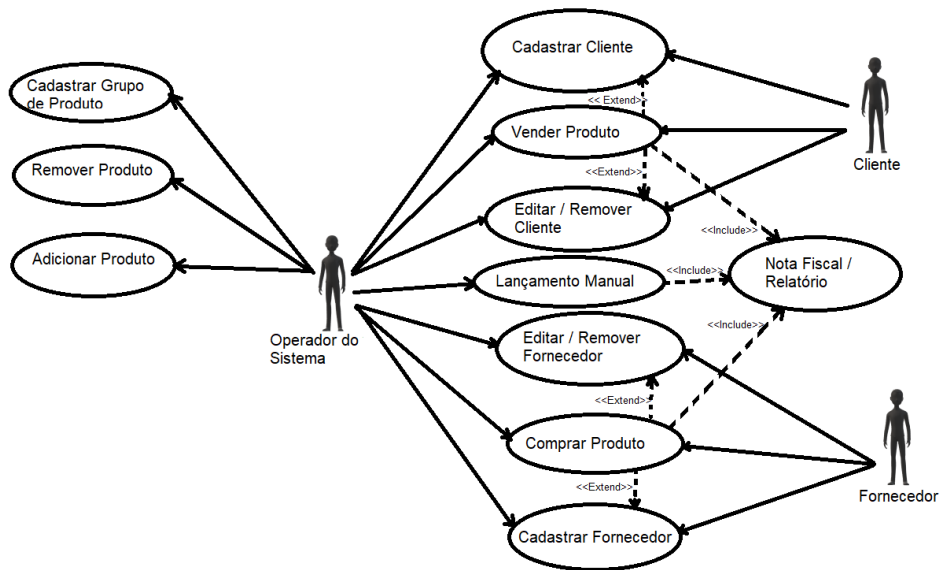 Cadastrar Cliente
Cadastrar Grupo
de Produto
<< Extend>>
Vender Produto
Cliente
Remover Produto
<<Extend>>
Editar / Remover
Cliente
<<Include>>
Adicionar Produto
Nota Fiscal /
Relatório
Lançamento Manual
<<Include>>
Operador do
Sistema
Editar / Remover
Fornecedor
<<Include>>
<<Extend>>
Comprar Produto
<<Extend>>
Fornecedor
Cadastrar Fornecedor